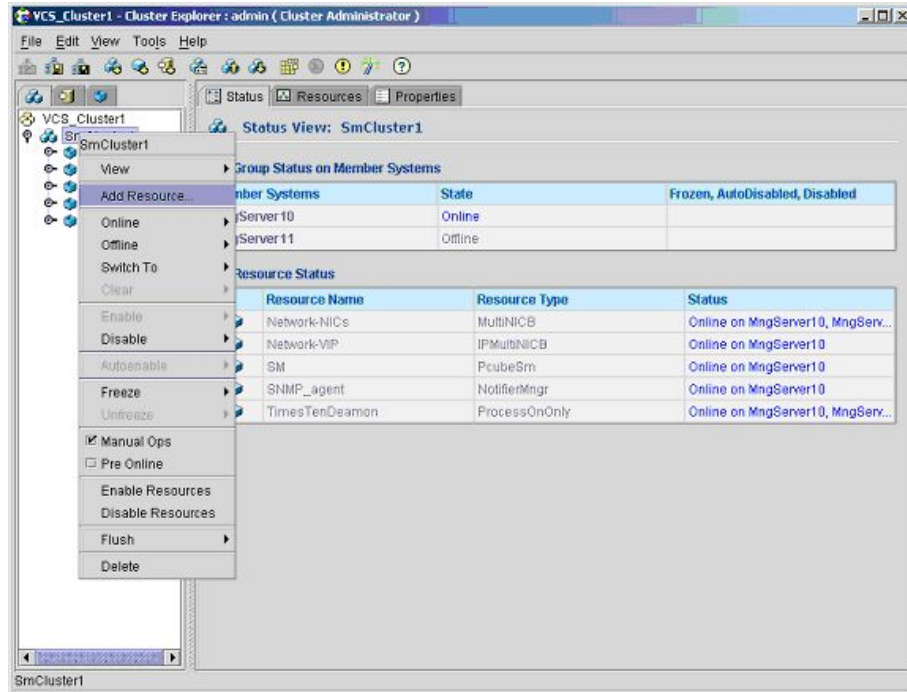 VCS_Cluster1 - Cluster Explorer : admin ( Cluster Administrator )
File Edit View Tools Help
Status Resources Properties
VCS_Cluster1
Status View: SmCluster1
SmCluster1
View
Add Resource...
Online
Offline
Switch To
Clear
Enable
Disable
Autoenable
Freeze
Unfreeze
Manual Ops
Pre Online
Enable Resources
Disable Resources
Flush
Delete
Group Status on Member Systems
mber Systems State Frozen, AutoDisabled, Disabled
gServer10 Online
gServer11 Offline
Resource Status
Resource Name Resource Type Status
Network-NICs MultiNICB Online on MngServer10, MngServ...
Network-VIP IPMultiNICB Online on MngServer10
SM PcubeSm Online on MngServer10
SNMP_agent NotifierMngr Online on MngServer10
TimesTenDeamon ProcessOnOnly Online on MngServer10, MngServ...
SmCluster1